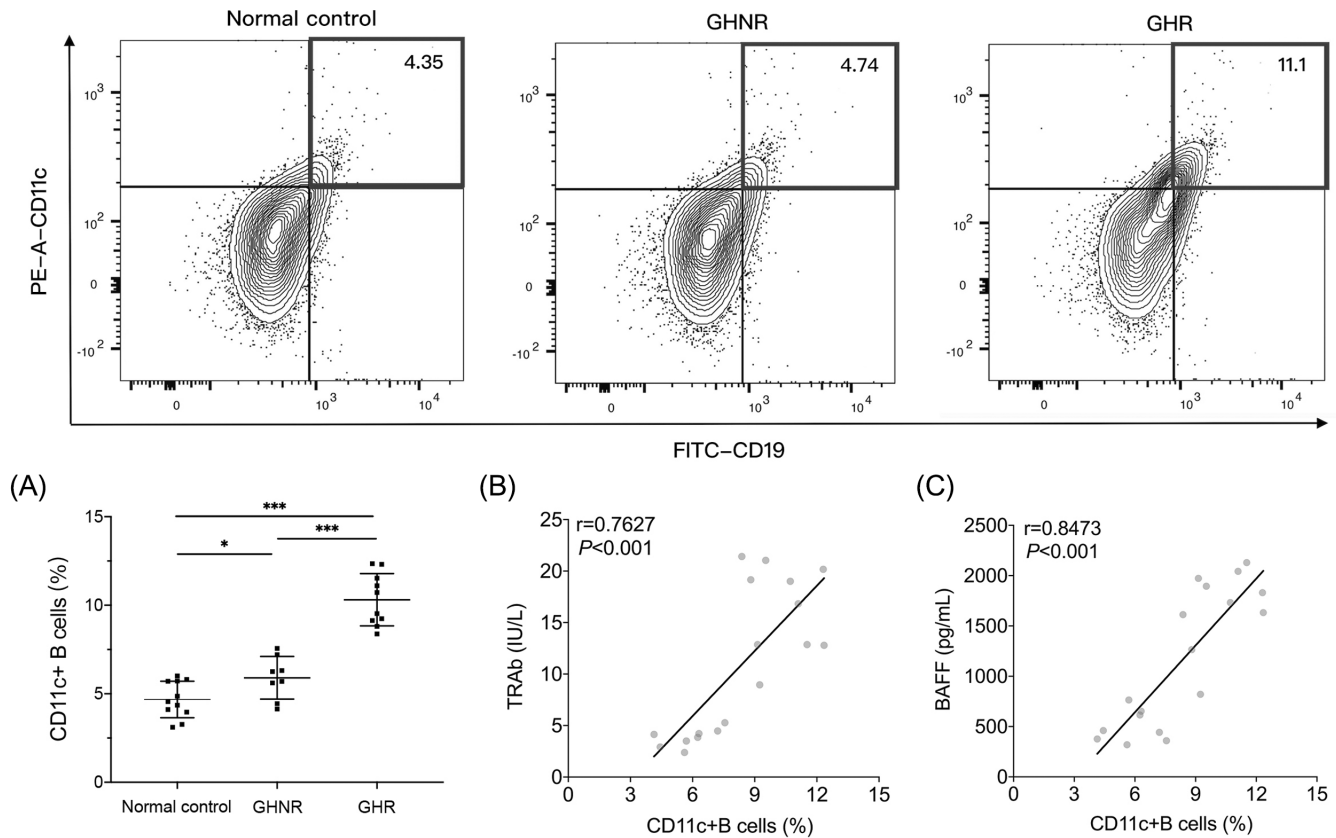 Normal control
GHNR
GHR
4.35
4.74
11.1
PE-A-CD11c
10³
10²
0
-10²
0
10³
10⁴
10³
10²
0
-10²
0
10³
10⁴
10³
10²
0
-10²
0
10³
10⁴
FITC-CD19
(A)
CD11c+ B cells (%)
15
10
5
0
***
*
***
Normal control
GHNR
GHR
(B)
r=0.7627
P<0.001
TRAb (IU/L)
25
20
15
10
5
0
0
3
6
9
12
15
CD11c+B cells (%)
(C)
r=0.8473
P<0.001
BAFF (pg/mL)
2500
2000
1500
1000
500
0
0
3
6
9
12
15
CD11c+B cells (%)